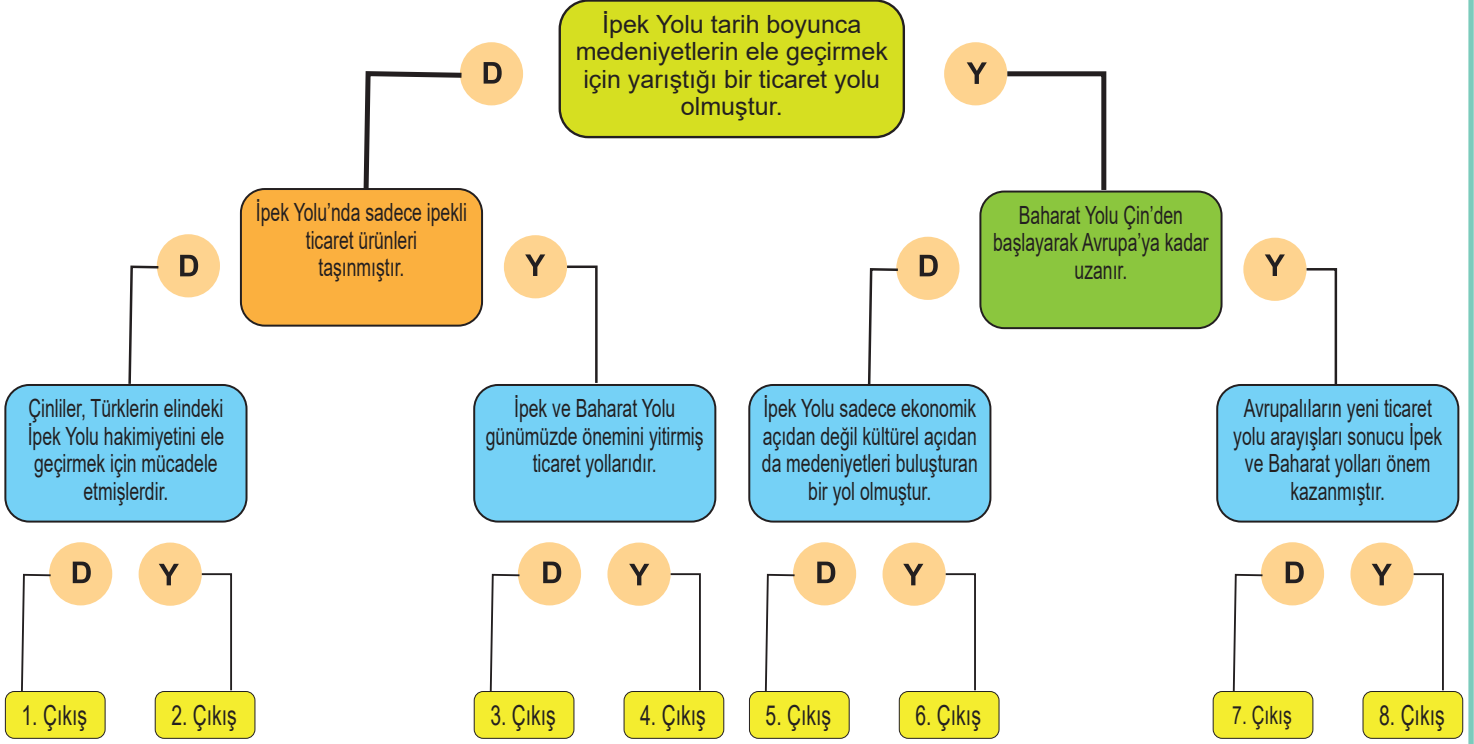 İpek Yolu tarih boyunca
medeniyetlerin ele geçirmek
için yarıştığı bir ticaret yolu
olmuştur.
D
Y
İpek Yolu’nda sadece ipekli
ticaret ürünleri
taşınmıştır.
D
Y
Baharat Yolu Çin’den
başlayarak Avrupa’ya kadar
uzanır.
D
Y
Çinliler, Türklerin elindeki
İpek Yolu hakimiyetini ele
geçirmek için mücadele
etmişlerdir.
İpek ve Baharat Yolu
günümüzde önemini yitirmiş
ticaret yollarıdır.
İpek Yolu sadece ekonomik
açıdan değil kültürel açıdan
da medeniyetleri buluşturan
bir yol olmuştur.
Avrupalıların yeni ticaret
yolu arayışları sonucu İpek
ve Baharat yolları önem
kazanmıştır.
D
Y
D
Y
D
Y
D
Y
1. Çıkış
2. Çıkış
3. Çıkış
4. Çıkış
5. Çıkış
6. Çıkış
7. Çıkış
8. Çıkış